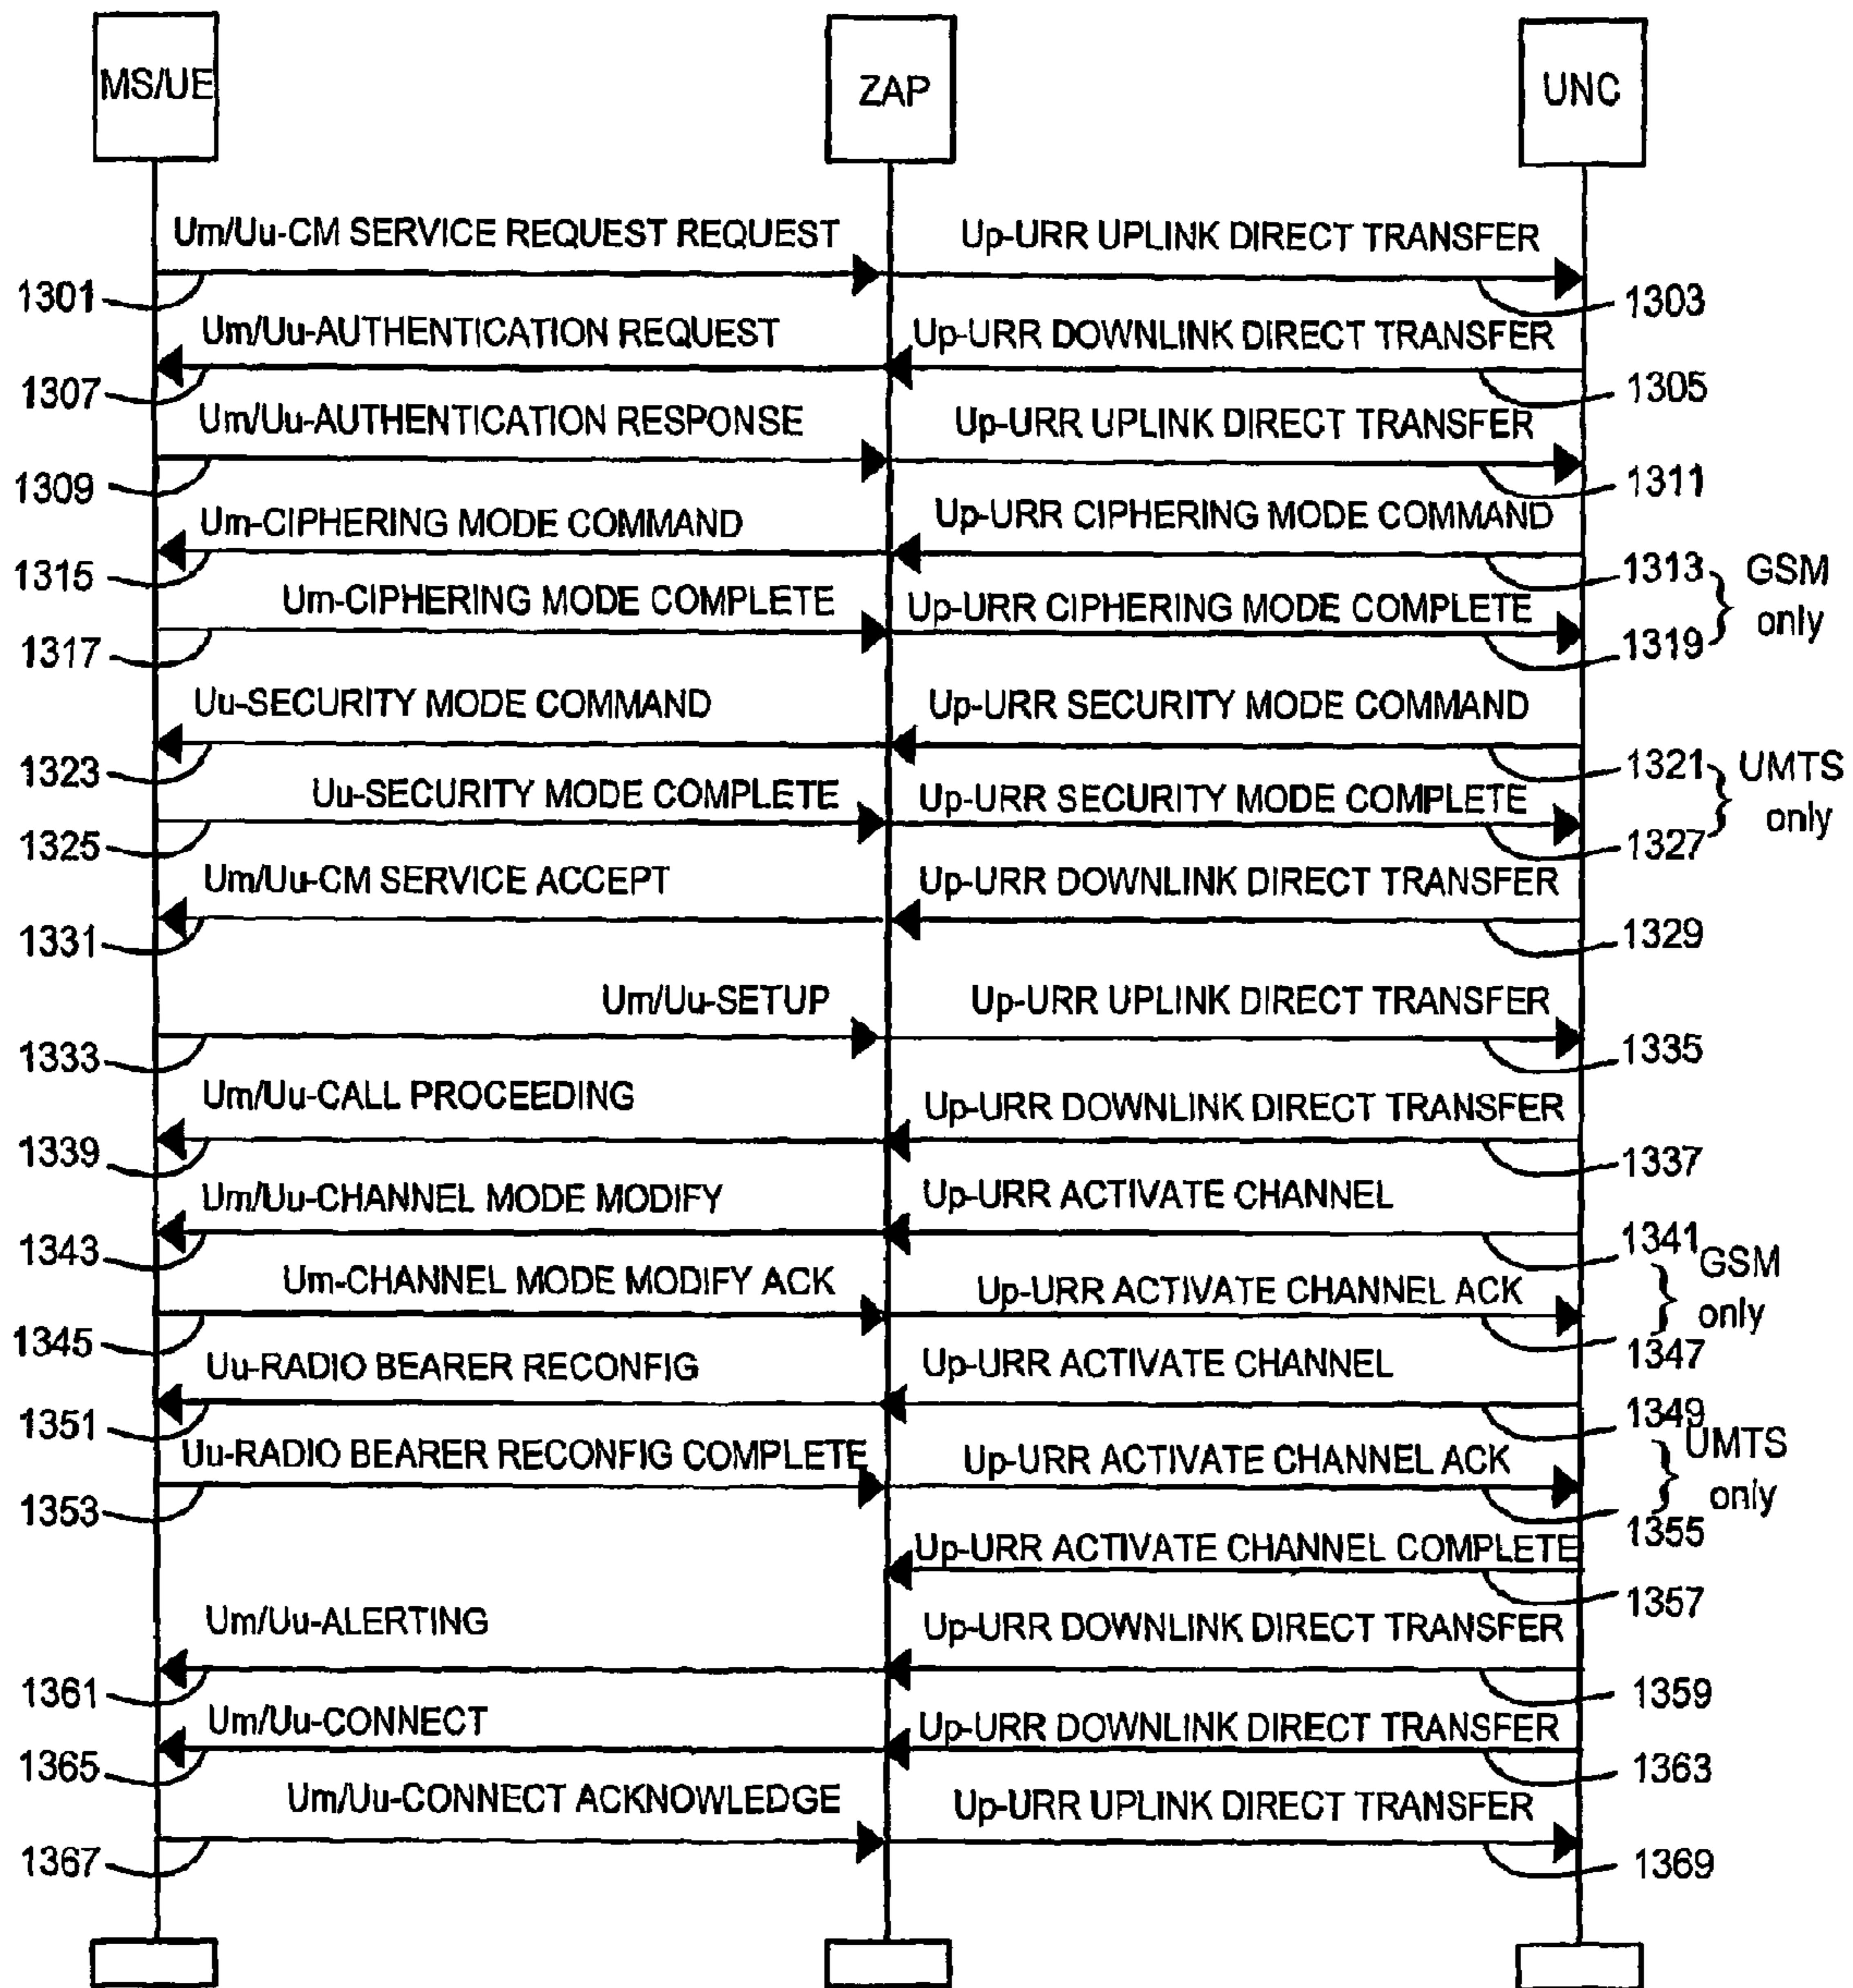 MS/UE
ZAP
UNC
Um/Uu-CM SERVICE REQUEST REQUEST
Up-URR UPLINK DIRECT TRANSFER
1301
1303
Um/Uu-AUTHENTICATION REQUEST
Up-URR DOWNLINK DIRECT TRANSFER
1307
1305
Um/Uu-AUTHENTICATION RESPONSE
Up-URR UPLINK DIRECT TRANSFER
1309
1311
Um-CIPHERING MODE COMMAND
Up-URR CIPHERING MODE COMMAND
1315
1313
GSM
only
Um-CIPHERING MODE COMPLETE
Up-URR CIPHERING MODE COMPLETE
1317
1319
Uu-SECURITY MODE COMMAND
Up-URR SECURITY MODE COMMAND
1323
1321
UMTS
only
Uu-SECURITY MODE COMPLETE
Up-URR SECURITY MODE COMPLETE
1325
1327
Um/Uu-CM SERVICE ACCEPT
Up-URR DOWNLINK DIRECT TRANSFER
1331
1329
Um/Uu-SETUP
Up-URR UPLINK DIRECT TRANSFER
1333
1335
Um/Uu-CALL PROCEEDING
Up-URR DOWNLINK DIRECT TRANSFER
1339
1337
Um/Uu-CHANNEL MODE MODIFY
Up-URR ACTIVATE CHANNEL
1343
1341
GSM
only
Um-CHANNEL MODE MODIFY ACK
Up-URR ACTIVATE CHANNEL ACK
1345
1347
Uu-RADIO BEARER RECONFIG
Up-URR ACTIVATE CHANNEL
1351
1349
UMTS
only
Uu-RADIO BEARER RECONFIG COMPLETE
Up-URR ACTIVATE CHANNEL ACK
1353
1355
Up-URR ACTIVATE CHANNEL COMPLETE
1357
Um/Uu-ALERTING
Up-URR DOWNLINK DIRECT TRANSFER
1361
1359
Um/Uu-CONNECT
Up-URR DOWNLINK DIRECT TRANSFER
1365
1363
Um/Uu-CONNECT ACKNOWLEDGE
Up-URR UPLINK DIRECT TRANSFER
1367
1369